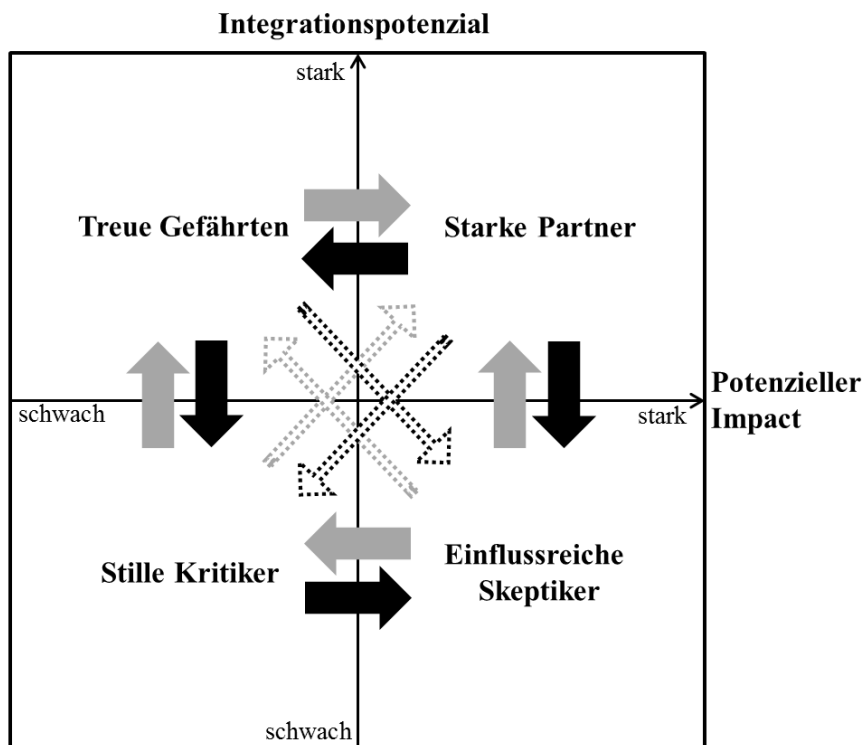 Integrationspotenzial
stark
Treue Gefährten
Starke Partner
Potenzieller
Impact
schwach
stark
Stille Kritiker
Einflussreiche
Skeptiker
schwach